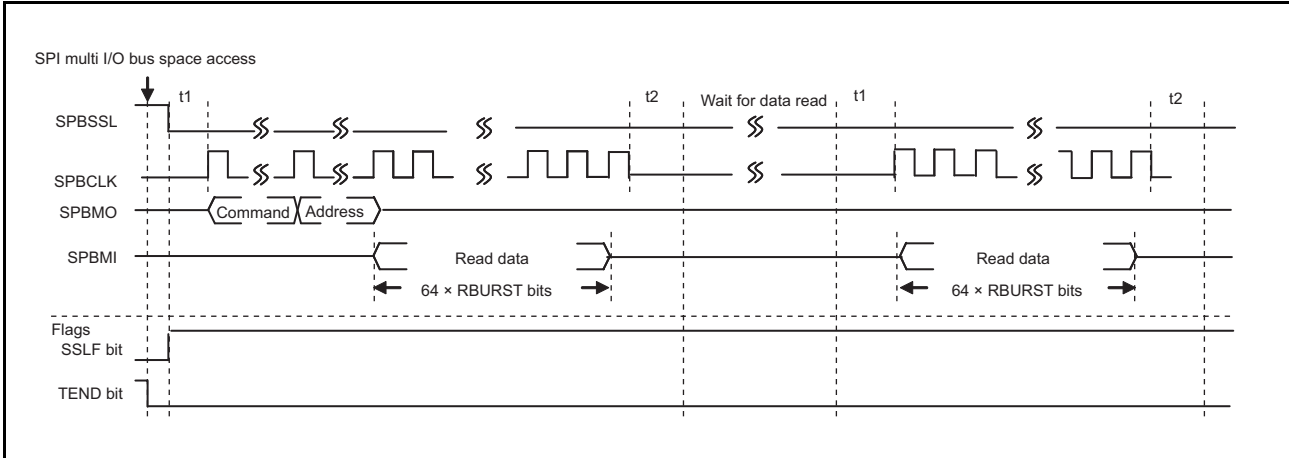 SPI multi I/O bus space access
t1 t2 Wait for data read t1 t2
SPBSSL
SPBCLK
SPBMO Command Address
SPBMI Read data Read data
64 × RBURST bits 64 × RBURST bits
Flags
SSLF bit
TEND bit